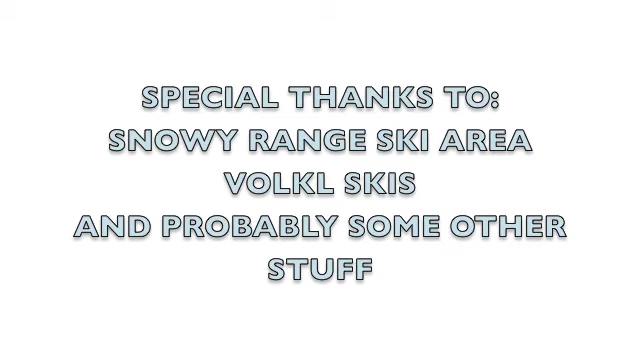 SPECIAL THANKS TO:
SNOWY RANGE SKI AREA
VOLKL SKIS
AND PROBABLY SOME OTHER
STUFF